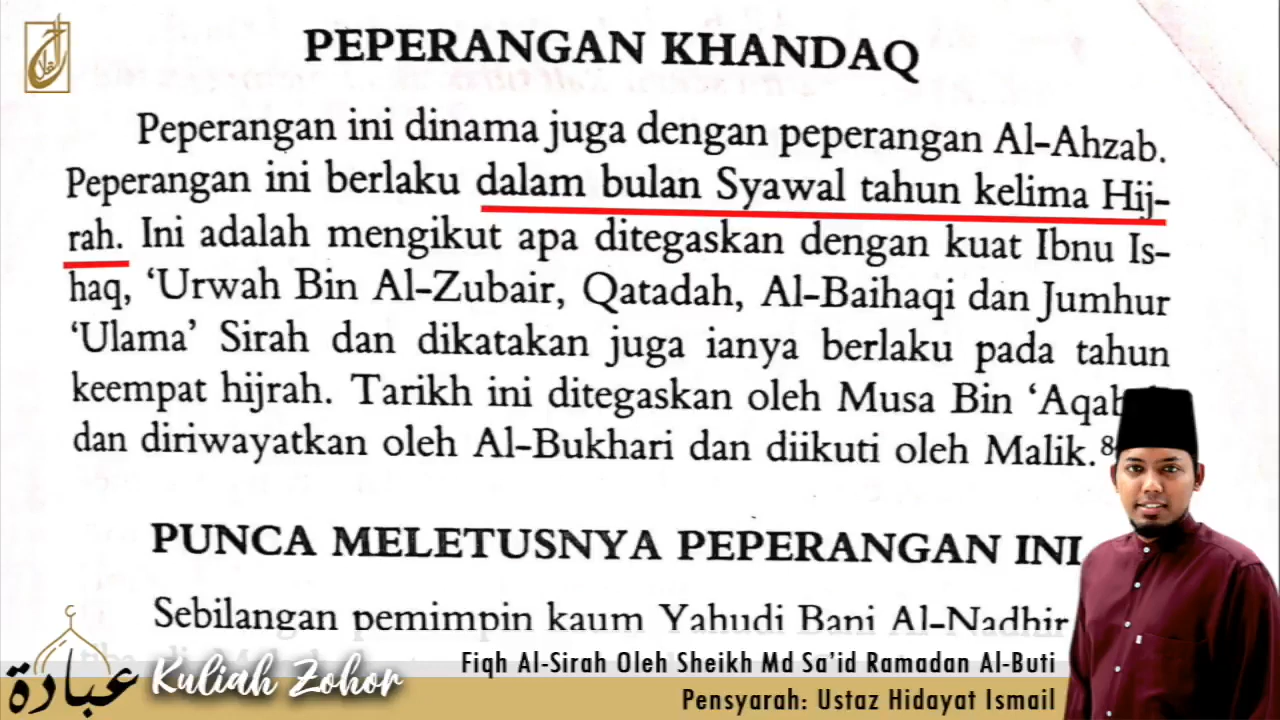 PEPERANGAN KHANDAQ
Peperangan ini dinama juga dengan peperangan Al-Ahzab.
Peperangan ini berlaku dalam bulan Syawal tahun kelima Hij-
rah. Ini adalah mengikut apa ditegaskan dengan kuat Ibnu Is-
haq, ‘Urwah Bin Al-Zubair, Qatadah, Al-Baihaqi dan Jumhur
‘Ulama’ Sirah dan dikatakan juga ianya berlaku pada tahun
keempat hijrah. Tarikh ini ditegaskan oleh Musa Bin
dan diriwayatkan oleh Al-Bukhari dan diikuti oleh Malik.
PUNCA MELETUSNYA PEPERANGAN INI
Sebilangan pemimpin kaum Yahudi Bani Al-Nadhir
عبادة
Kuliah Zohor
Fiqh Al-Sirah Oleh Sheikh Md Sa’id Ramadan Al-Buti
Pensyarah: Ustaz Hidayat Ismail